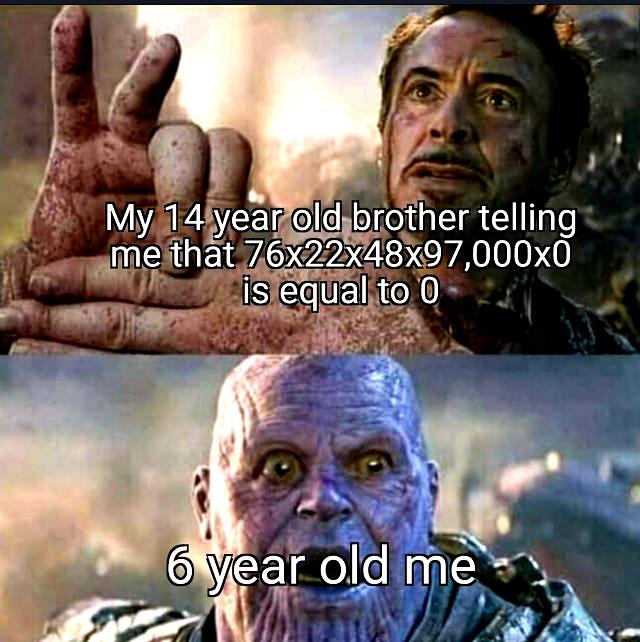 My 14 year old brother telling
me that 76x22x48x97,000x0
is equal to 0
6 year old me